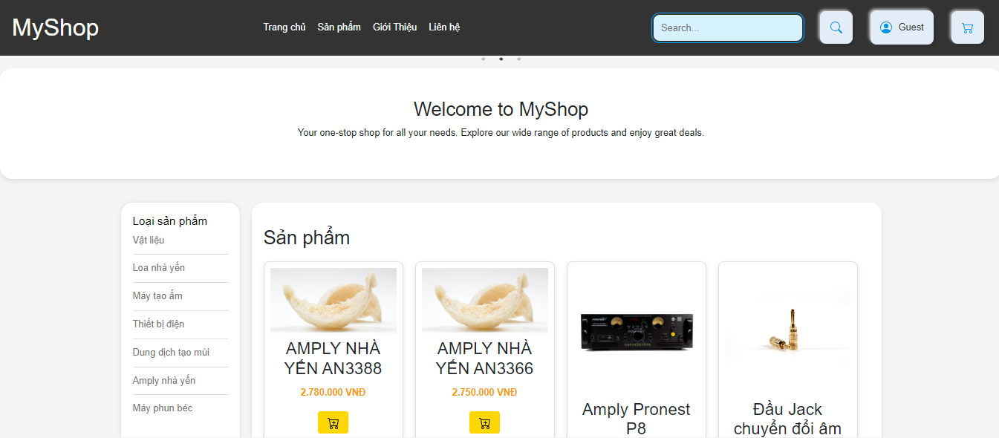 MyShop
Trang chủ Sản phẩm Giới Thiệu Liên hệ
Search...
Guest
Welcome to MyShop
Your one-stop shop for all your needs. Explore our wide range of products and enjoy great deals.
Loại sản phẩm
Vật liệu
Loa nhà yến
Máy tạo ẩm
Thiết bị điện
Dung dịch tạo mùi
Amply nhà yến
Máy phun béc
Sản phẩm
AMPLY NHÀ
YẾN AN3388
2.780.000 VNĐ
AMPLY NHÀ
YẾN AN3366
2.750.000 VNĐ
Amply Pronest
P8
Đầu Jack
chuyển đổi âm